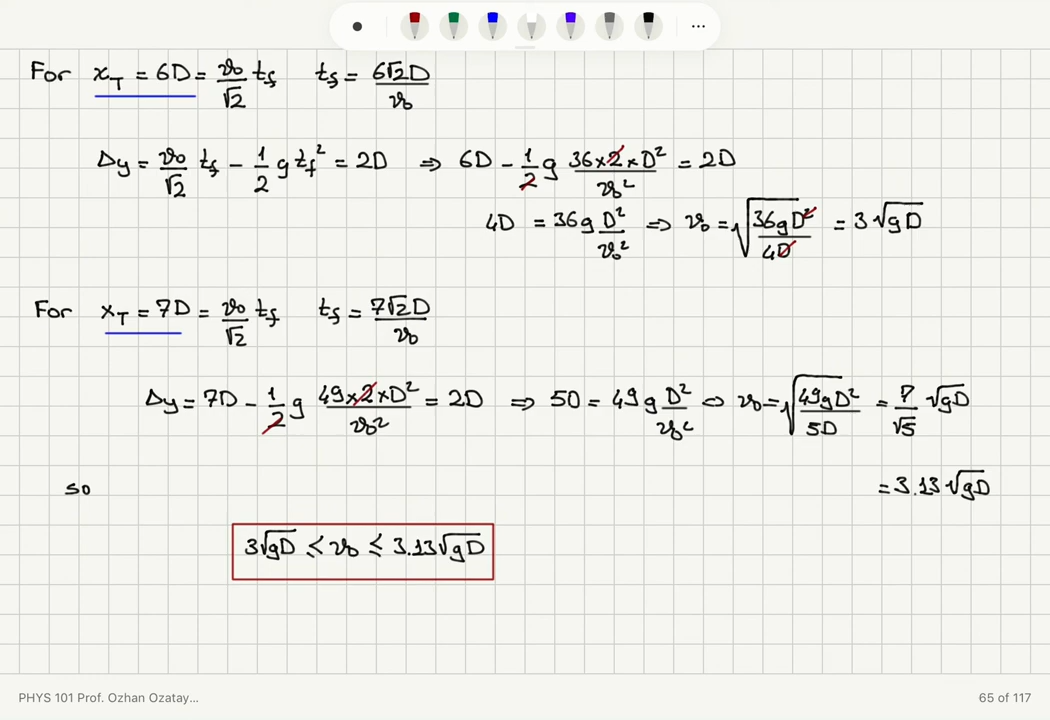 For x_T = 6D = v₀/√2 t_f   t_f = 6√2D/v₀
Δy = v₀/√2 t_f − 1/2 g t_f² = 2D ⇒ 6D − 1/2 g 36×2×D²/v₀² = 2D
4D = 36g D²/v₀² ⇒ v₀ = √(36gD²/4D) = 3√gD
For x_T = 7D = v₀/√2 t_f   t_f = 7√2D/v₀
Δy = 7D − 1/2 g 49×2×D²/v₀² = 2D ⇒ 5D = 49g D²/v₀² ⇔ v₀ = √(49gD²/5D) = 7/√5 √gD
so = 3.13√gD
3√gD ≤ v₀ ≤ 3.13√gD
PHYS 101 Prof. Ozhan Ozatay... 65 of 117